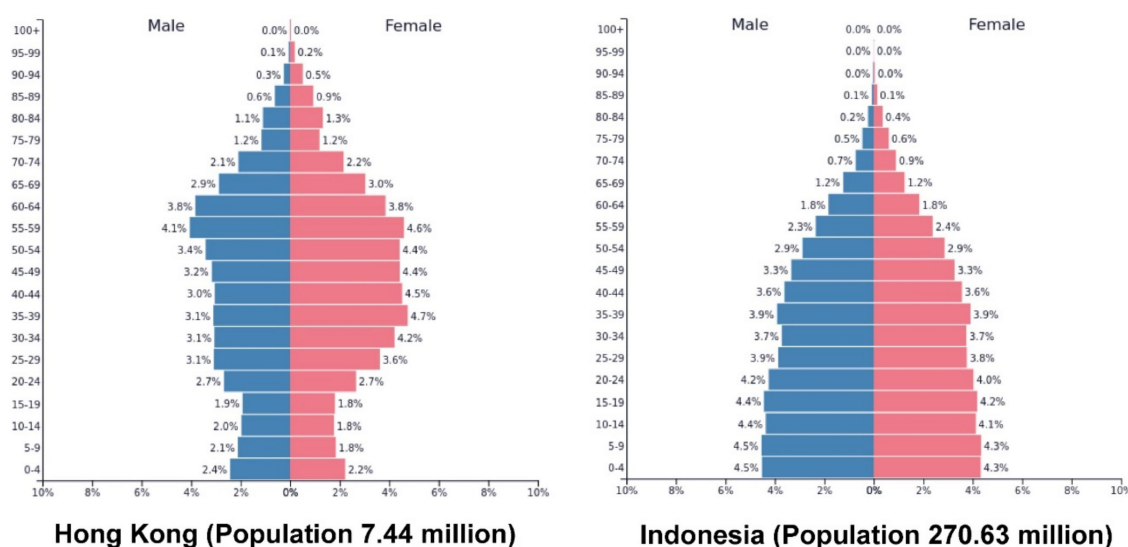 Male Female
100+ 0.0% 0.0%
95-99 0.1% 0.2%
90-94 0.3% 0.5%
85-89 0.6% 0.9%
80-84 1.1% 1.3%
75-79 1.2% 1.2%
70-74 2.1% 2.2%
65-69 2.9% 3.0%
60-64 3.8% 3.8%
55-59 4.1% 4.6%
50-54 3.4% 4.4%
45-49 3.2% 4.4%
40-44 3.0% 4.5%
35-39 3.1% 4.7%
30-34 3.1% 4.2%
25-29 3.1% 3.6%
20-24 2.7% 2.7%
15-19 1.9% 1.8%
10-14 2.0% 1.8%
5-9 2.1% 1.8%
0-4 2.4% 2.2%
10% 8% 6% 4% 2% 0% 2% 4% 6% 8% 10%
Hong Kong (Population 7.44 million)
Male Female
100+ 0.0% 0.0%
95-99 0.0% 0.0%
90-94 0.0% 0.0%
85-89 0.1% 0.1%
80-84 0.2% 0.4%
75-79 0.5% 0.6%
70-74 0.7% 0.9%
65-69 1.2% 1.2%
60-64 1.8% 1.8%
55-59 2.3% 2.4%
50-54 2.9% 2.9%
45-49 3.3% 3.3%
40-44 3.6% 3.6%
35-39 3.9% 3.9%
30-34 3.7% 3.7%
25-29 3.9% 3.8%
20-24 4.2% 4.0%
15-19 4.4% 4.2%
10-14 4.4% 4.1%
5-9 4.5% 4.3%
0-4 4.5% 4.3%
10% 8% 6% 4% 2% 0% 2% 4% 6% 8% 10%
Indonesia (Population 270.63 million)